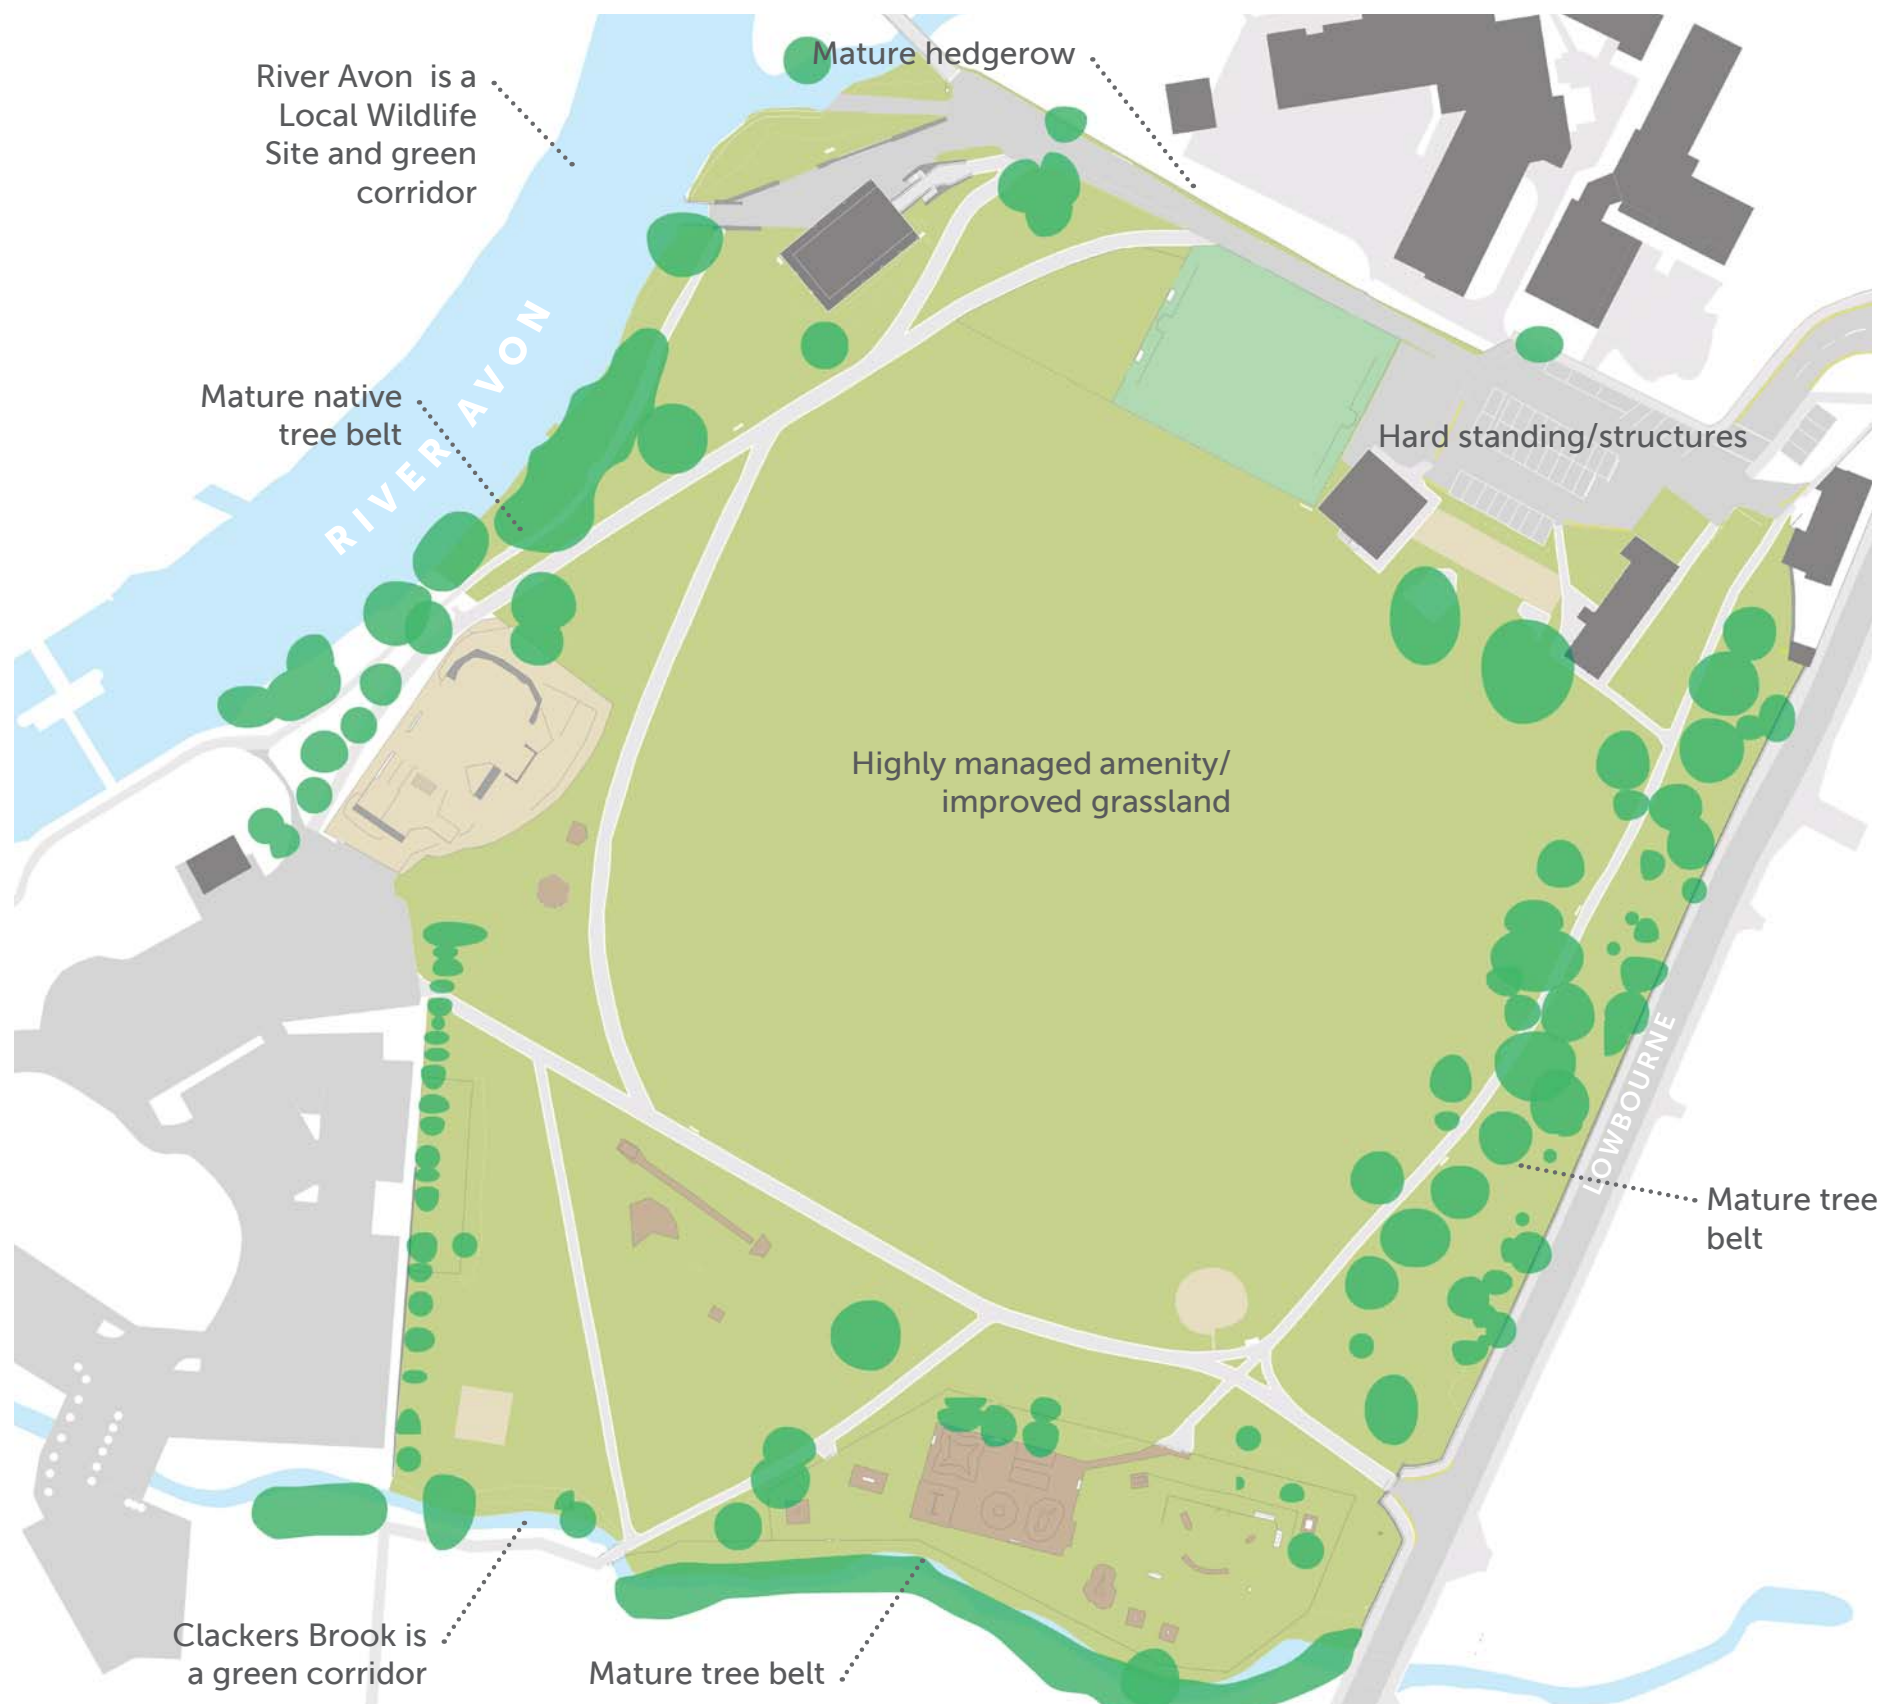 Mature hedgerow
River Avon is a
Local Wildlife
Site and green
corridor
RIVER AVON
Mature native
tree belt
Hard standing/structures
Highly managed amenity/
improved grassland
LOWBOURNE
Mature tree
belt
Clackers Brook is
a green corridor
Mature tree belt